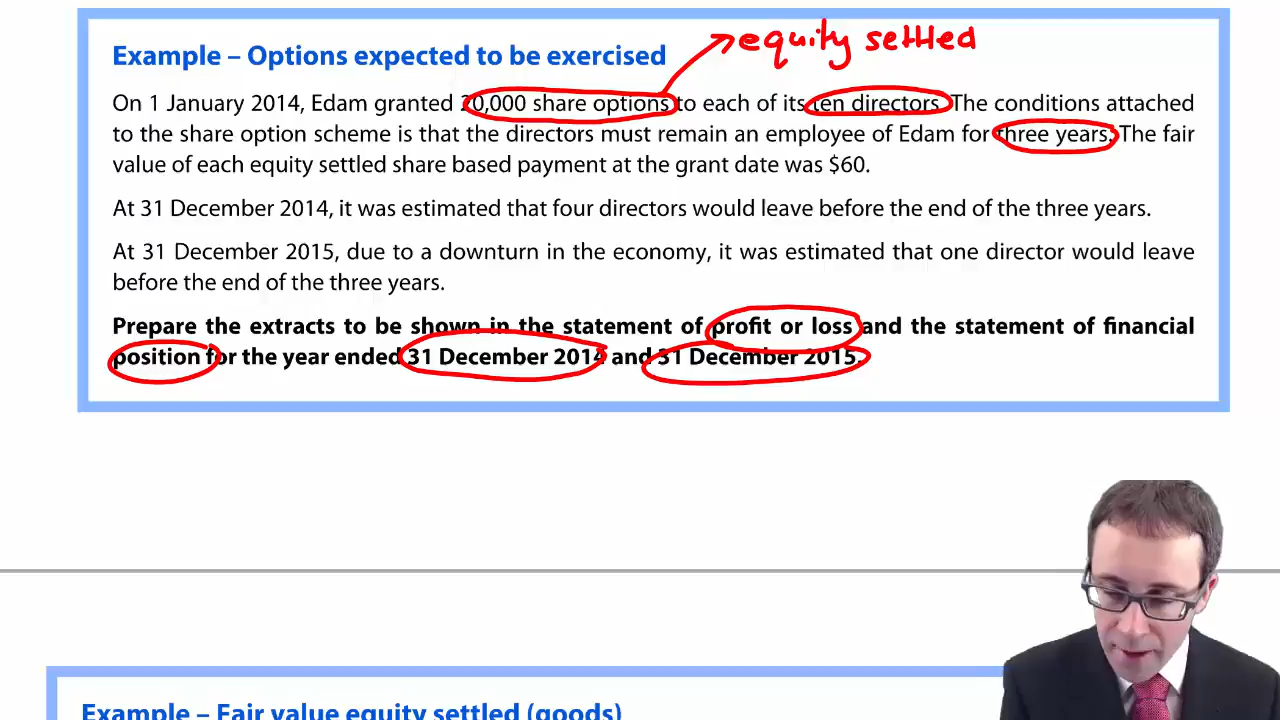 equity settled
Example – Options expected to be exercised
On 1 January 2014, Edam granted 20,000 share options to each of its ten directors. The conditions attached
to the share option scheme is that the directors must remain an employee of Edam for three years. The fair
value of each equity settled share based payment at the grant date was $60.
At 31 December 2014, it was estimated that four directors would leave before the end of the three years.
At 31 December 2015, due to a downturn in the economy, it was estimated that one director would leave
before the end of the three years.
Prepare the extracts to be shown in the statement of profit or loss and the statement of financial
position for the year ended 31 December 2014 and 31 December 2015.
Example – Fair value equity settled (goods)